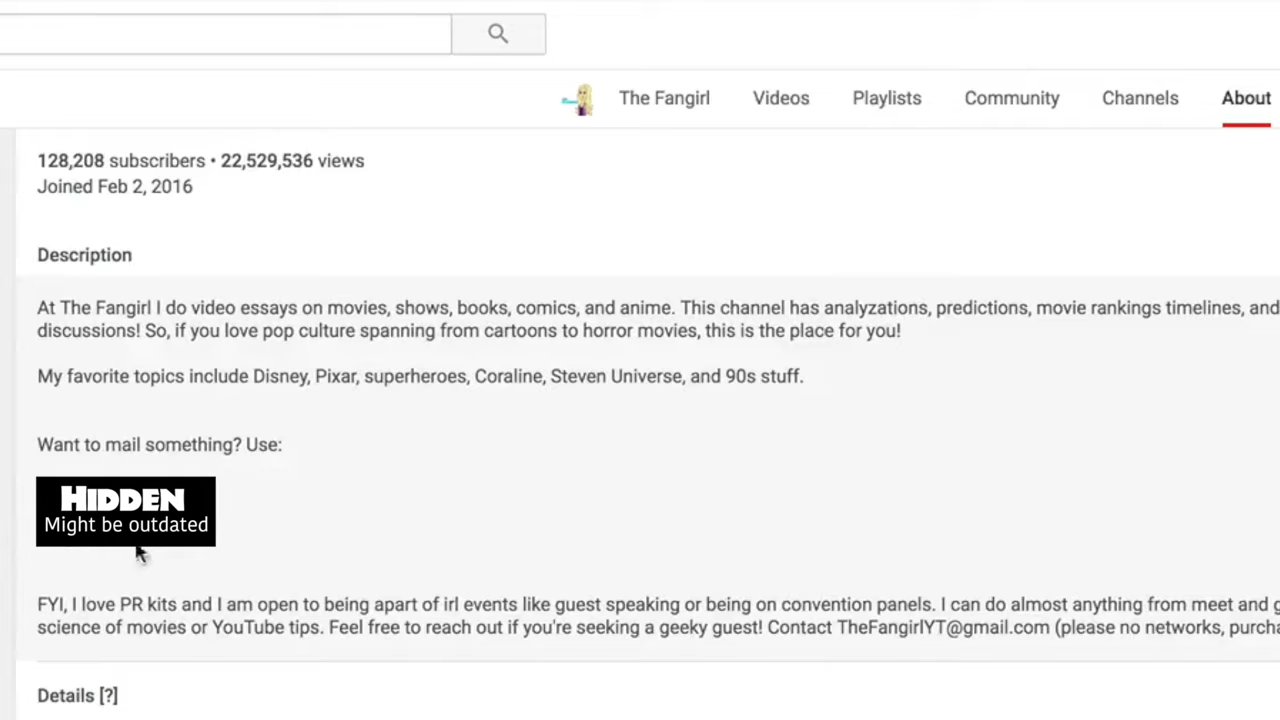 The Fangirl Videos Playlists Community Channels About
128,208 subscribers • 22,529,536 views
Joined Feb 2, 2016
Description
At The Fangirl I do video essays on movies, shows, books, comics, and anime. This channel has analyzations, predictions, movie rankings timelines, and
discussions! So, if you love pop culture spanning from cartoons to horror movies, this is the place for you!
My favorite topics include Disney, Pixar, superheroes, Coraline, Steven Universe, and 90s stuff.
Want to mail something? Use:
HIDDEN
Might be outdated
FYI, I love PR kits and I am open to being apart of irl events like guest speaking or being on convention panels. I can do almost anything from meet and
science of movies or YouTube tips. Feel free to reach out if you're seeking a geeky guest! Contact TheFangirlYT@gmail.com (please no networks,
Details [?]